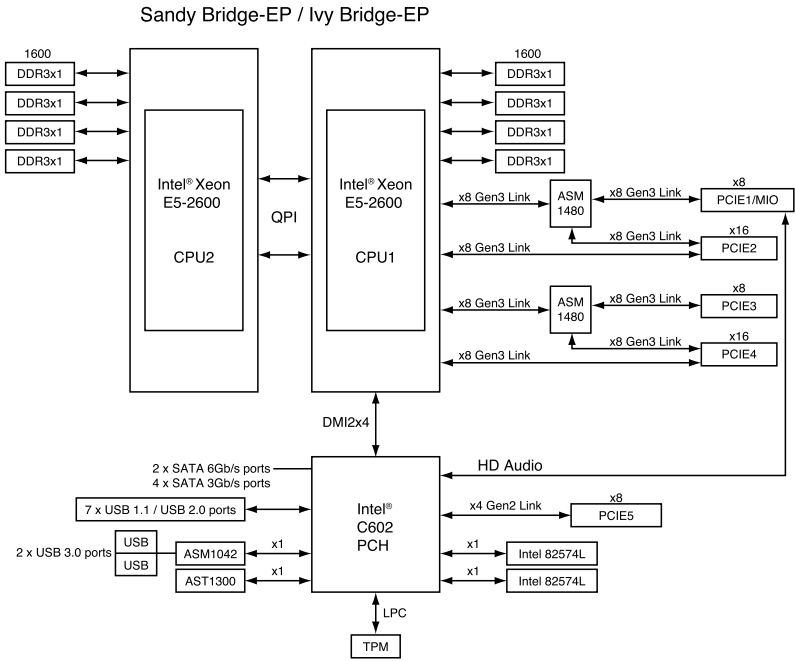 Sandy Bridge-EP / Ivy Bridge-EP
1600
DDR3x1
DDR3x1
DDR3x1
DDR3x1
Intel® Xeon
E5-2600
CPU2
QPI
Intel® Xeon
E5-2600
CPU1
1600
DDR3x1
DDR3x1
DDR3x1
DDR3x1
x8 Gen3 Link
ASM
1480
x8 Gen3 Link
x8
PCIE1/MIO
x8 Gen3 Link
x16
PCIE2
x8 Gen3 Link
x8 Gen3 Link
ASM
1480
x8 Gen3 Link
x8
PCIE3
x8 Gen3 Link
x16
PCIE4
x8 Gen3 Link
DMI2x4
HD Audio
2 x SATA 6Gb/s ports
4 x SATA 3Gb/s ports
7 x USB 1.1 / USB 2.0 ports
2 x USB 3.0 ports
USB
USB
ASM1042
x1
AST1300
x1
Intel®
C602
PCH
x4 Gen2 Link
x8
PCIE5
x1
Intel 82574L
x1
Intel 82574L
LPC
TPM